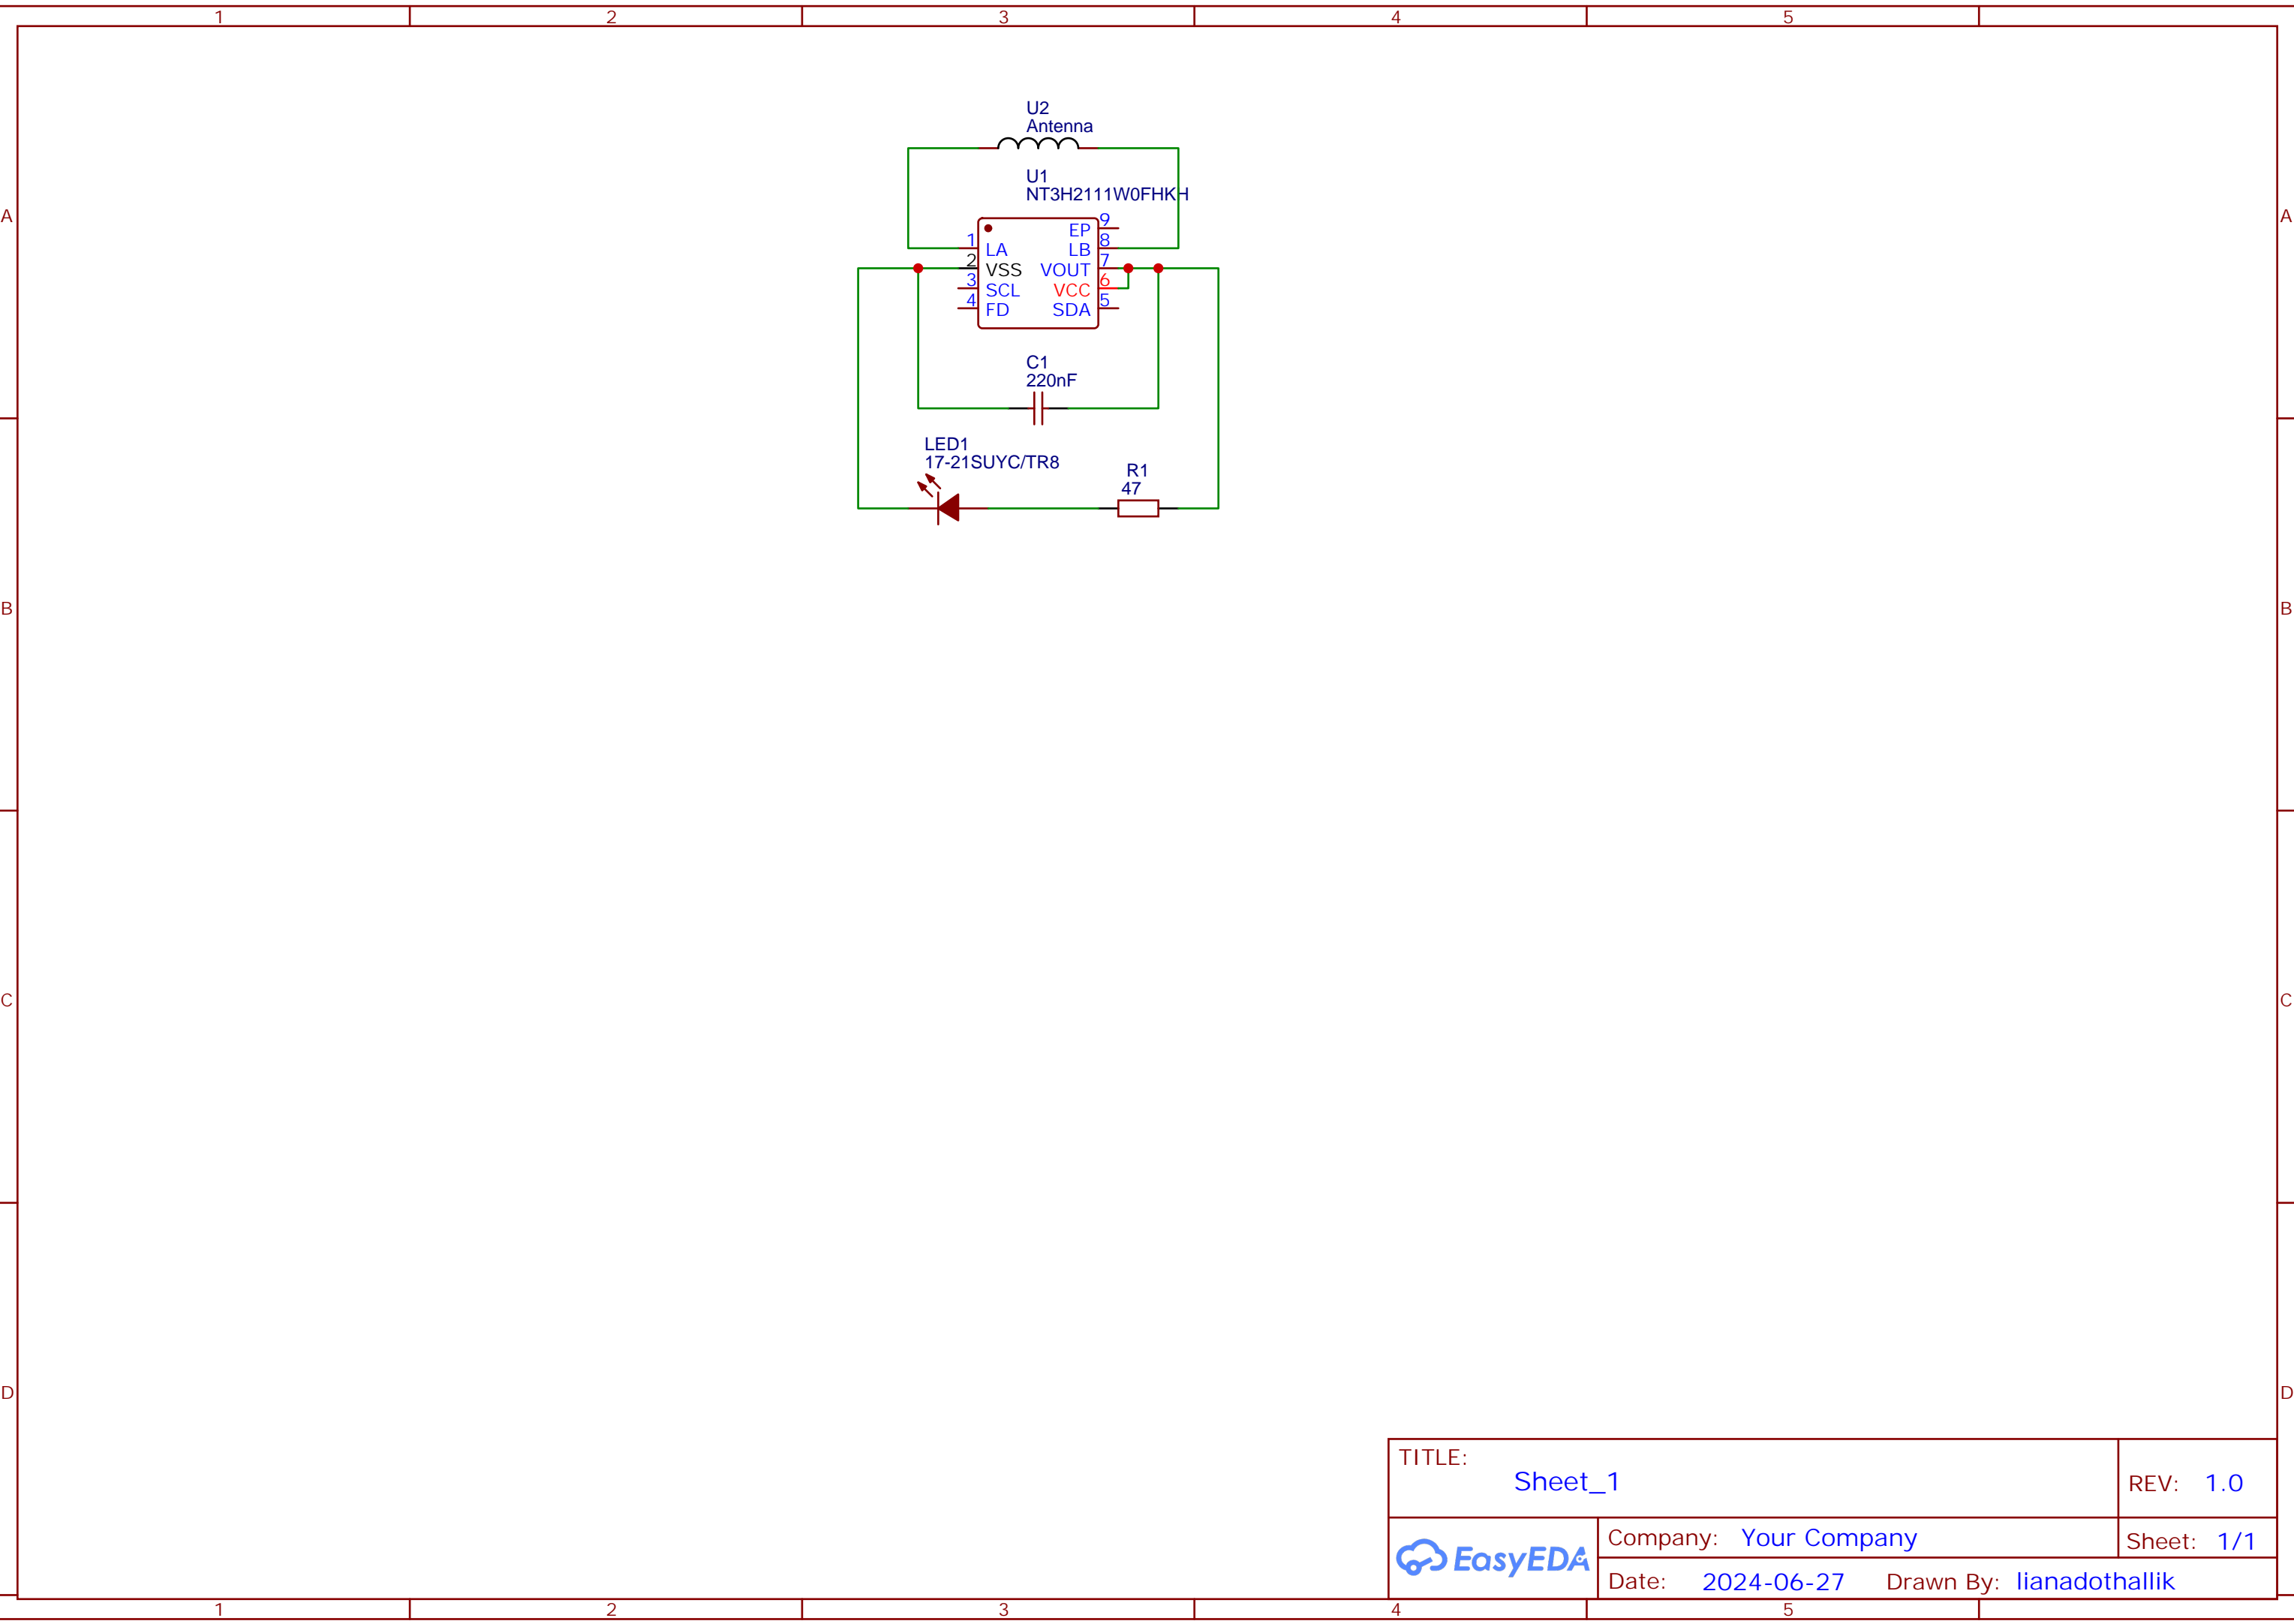 1 2 3 4 5
U2
Antenna
U1
NT3H2111W0FHKH
A A
9
EP
1 8
LA LB
2 7
VSS VOUT
3 6
SCL VCC
4 5
FD SDA
C1
220nF
LED1
17-21SUYC/TR8
R1
47
B B
C C
D D
TITLE:
Sheet_1
REV: 1.0
EasyEDA
Company: Your Company
Sheet: 1/1
Date: 2024-06-27 Drawn By: lianadothallik
1 2 3 4 5